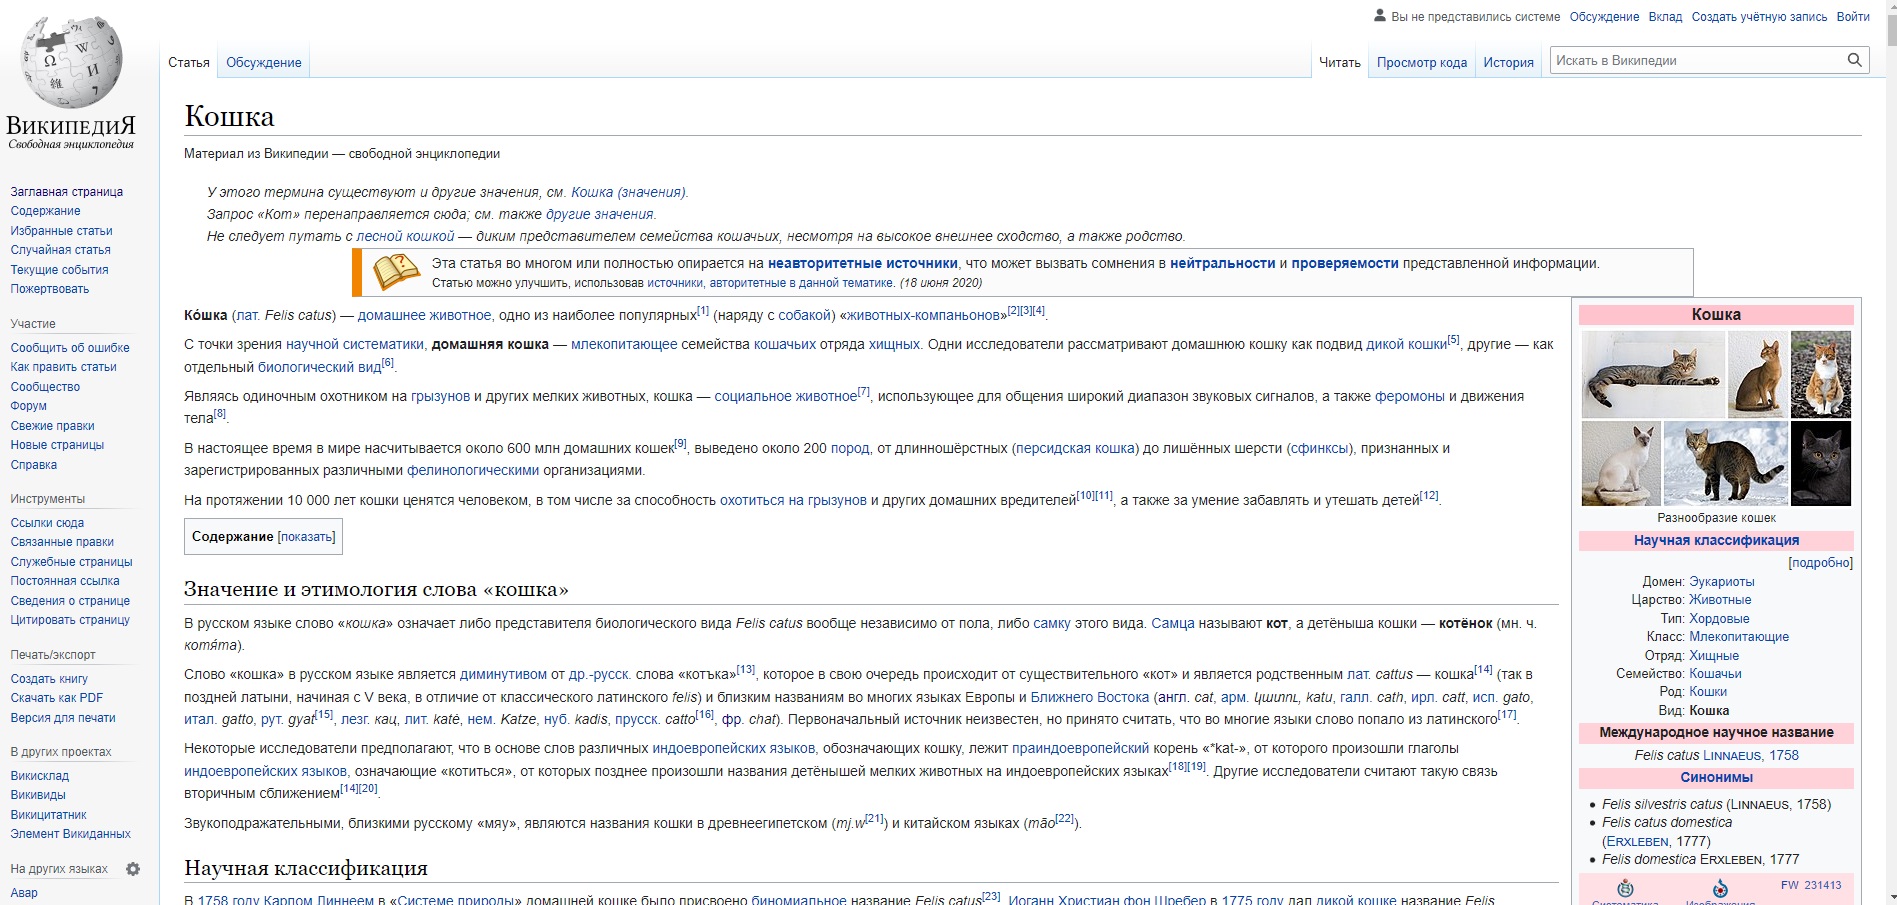 Вы не представились системе Обсуждение Вклад Создать учётную запись Войти
Статья Обсуждение Читать Просмотр кода История Искать в Википедии
ВикипедиЯ
Свободная энциклопедия
Заглавная страница
Содержание
Избранные статьи
Случайная статья
Текущие события
Пожертвовать
Участие
Сообщить об ошибке
Как править статьи
Сообщество
Форум
Свежие правки
Новые страницы
Справка
Инструменты
Ссылки сюда
Связанные правки
Служебные страницы
Постоянная ссылка
Сведения о странице
Цитировать страницу
Печать/экспорт
Создать книгу
Скачать как PDF
Версия для печати
В других проектах
Викисклад
Викивиды
Викицитатник
Элемент Викиданных
На других языках
Авар
Кошка
Материал из Википедии — свободной энциклопедии
У этого термина существуют и другие значения, см. Кошка (значения).
Запрос «Кот» перенаправляется сюда; см. также другие значения.
Не следует путать с лесной кошкой — диким представителем семейства кошачьих, несмотря на высокое внешнее сходство, а также родство.
Эта статья во многом или полностью опирается на неавторитетные источники, что может вызвать сомнения в нейтральности и проверяемости представленной информации.
Статью можно улучшить, использовав источники, авторитетные в данной тематике. (18 июня 2020)
Ко́шка (лат. Felis catus) — домашнее животное, одно из наиболее популярных[1] (наряду с собакой) «животных-компаньонов»[2][3][4].
С точки зрения научной систематики, домашняя кошка — млекопитающее семейства кошачьих отряда хищных. Одни исследователи рассматривают домашнюю кошку как подвид дикой кошки[5], другие — как
отдельный биологический вид[6].
Являясь одиночным охотником на грызунов и других мелких животных, кошка — социальное животное[7], использующее для общения широкий диапазон звуковых сигналов, а также феромоны и движения
тела[8].
В настоящее время в мире насчитывается около 600 млн домашних кошек[9], выведено около 200 пород, от длинношёрстных (персидская кошка) до лишённых шерсти (сфинксы), признанных и
зарегистрированных различными фелинологическими организациями.
На протяжении 10 000 лет кошки ценятся человеком, в том числе за способность охотиться на грызунов и других домашних вредителей[10][11], а также за умение забавлять и утешать детей[12].
Содержание [показать]
Значение и этимология слова «кошка»
В русском языке слово «кошка» означает либо представителя биологического вида Felis catus вообще независимо от пола, либо самку этого вида. Самца называют кот, а детёныша кошки — котёнок (мн. ч.
котя́та).
Слово «кошка» в русском языке является диминутивом от др.-русск. слова «котъка»[13], которое в свою очередь происходит от существительного «кот» и является родственным лат. cattus — кошка[14] (так в
поздней латыни, начиная с V века, в отличие от классического латинского felis) и близким названиям во многих языках Европы и Ближнего Востока (англ. cat, арм. կատու, katu, галл. cath, ирл. catt, исп. gato,
итал. gatto, рут. gyat[15], лезг. кац, лит. katé, нем. Katze, нуб. kadis, прусск. catto[16], фр. chat). Первоначальный источник неизвестен, но принято считать, что во многие языки слово попало из латинского[17].
Некоторые исследователи предполагают, что в основе слов различных индоевропейских языков, обозначающих кошку, лежит праиндоевропейский корень «*kat-», от которого произошли глаголы
индоевропейских языков, означающие «котиться», от которых позднее произошли названия детёнышей мелких животных на индоевропейских языках[18][19]. Другие исследователи считают такую связь
вторичным сближением[14][20].
Звукоподражательными, близкими русскому «мяу», являются названия кошки в древнеегипетском (mj.w[21]) и китайском языках (māo[22]).
Научная классификация
В 1758 году Карлом Линнеем в «Системе природы» домашней кошке было присвоено биномиальное название Felis catus[23]. Иоганн Христиан фон Шребер в 1775 году дал дикой кошке название Felis
Кошка
Разнообразие кошек
Научная классификация
[подробно]
Домен: Эукариоты
Царство: Животные
Тип: Хордовые
Класс: Млекопитающие
Отряд: Хищные
Семейство: Кошачьи
Род: Кошки
Вид: Кошка
Международное научное название
Felis catus Linnaeus, 1758
Синонимы
Felis silvestris catus (Linnaeus, 1758)
Felis catus domestica
(Erxleben, 1777)
Felis domestica Erxleben, 1777
FW 231413
Систематика Изображения